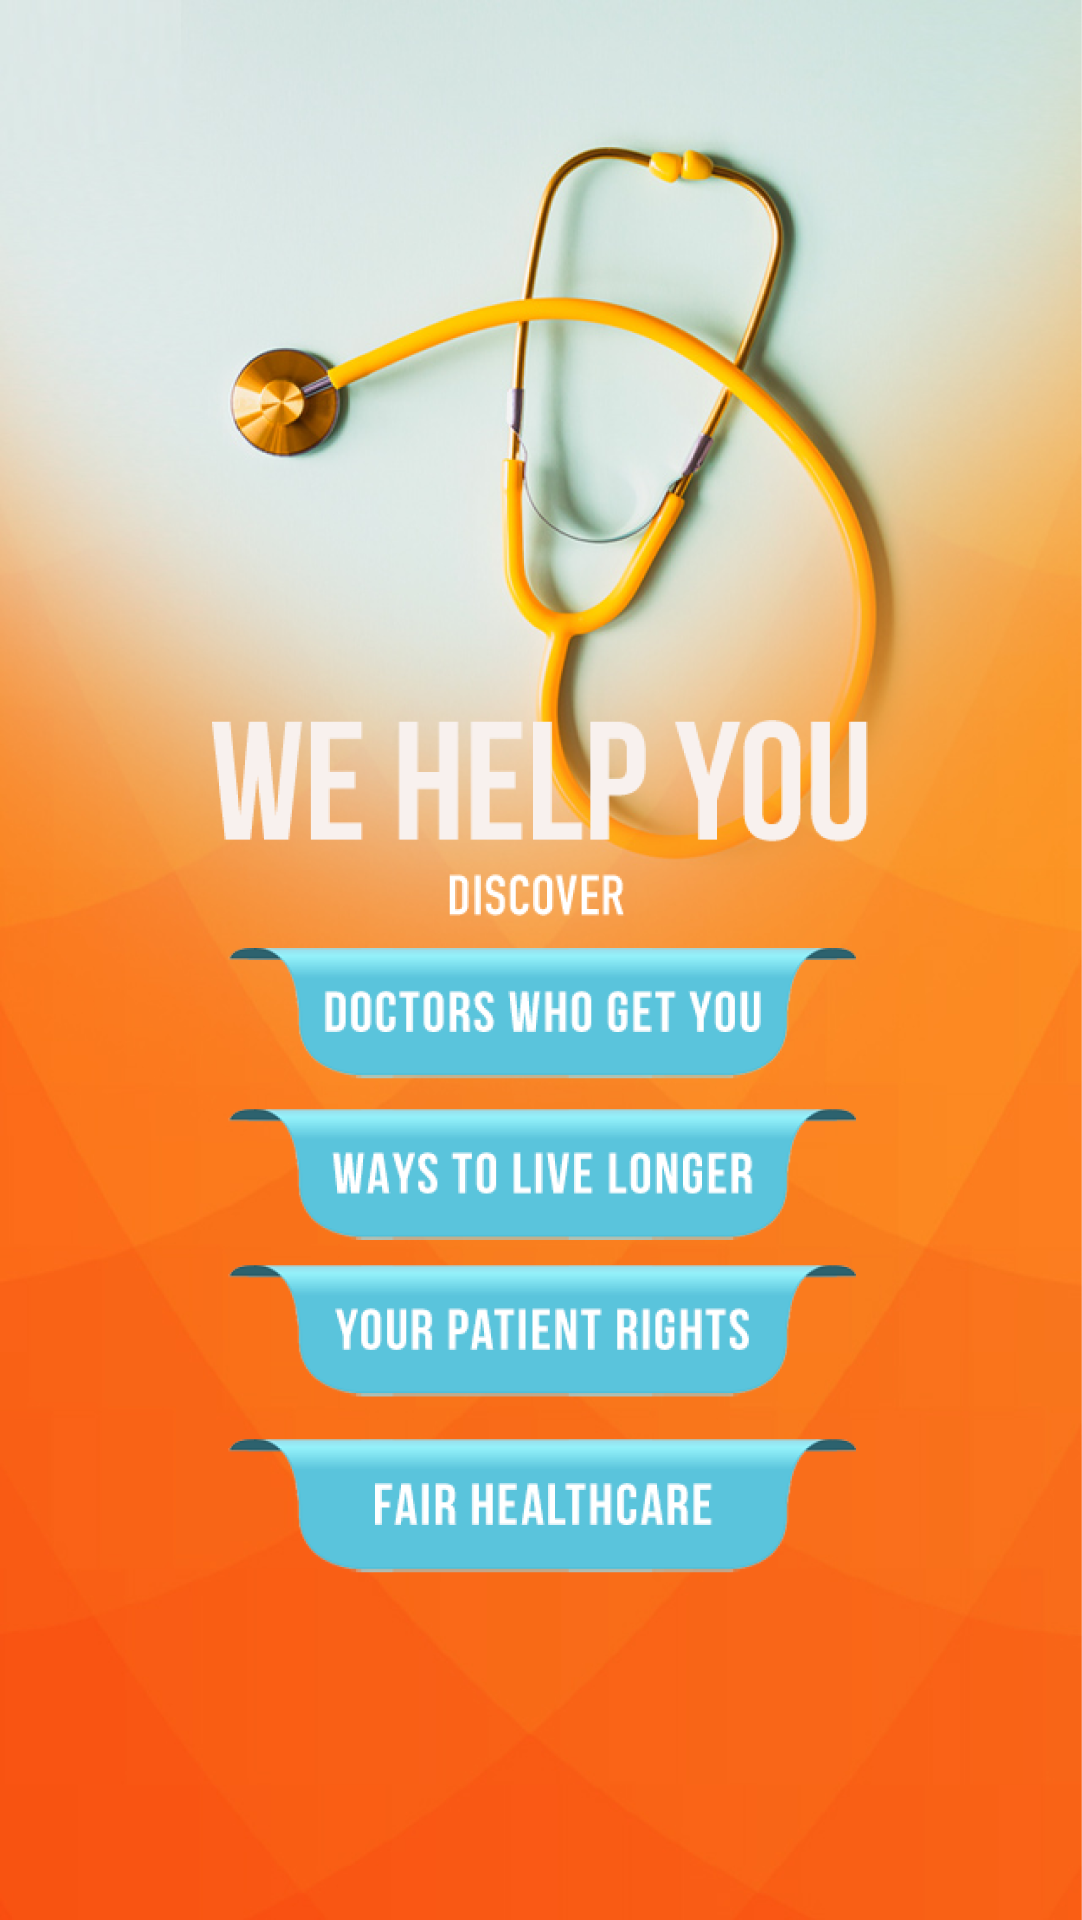 WE HELP YOU
DISCOVER
DOCTORS WHO GET YOU
WAYS TO LIVE LONGER
YOUR PATIENT RIGHTS
FAIR HEALTHCARE